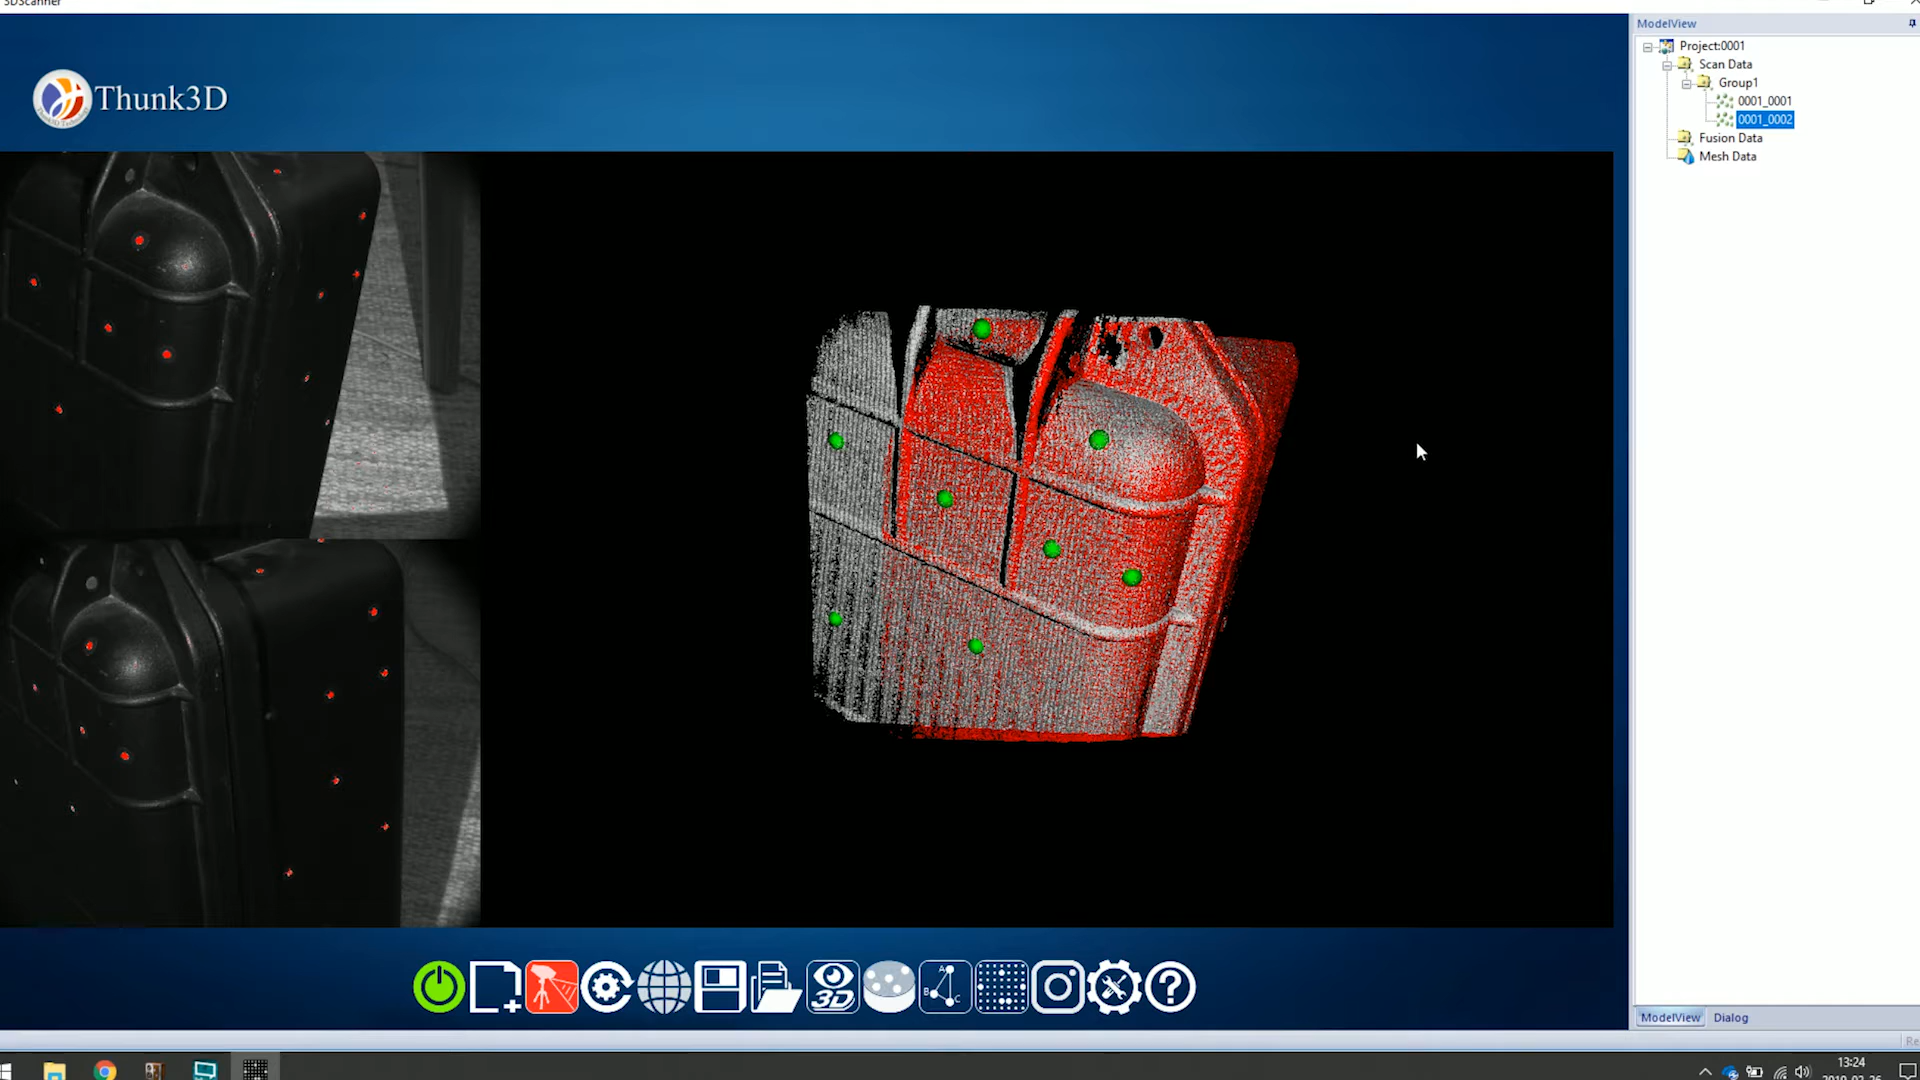 3DScanner
Thunk3D
ModelView
Project:0001
Scan Data
Group1
0001_0001
0001_0002
Fusion Data
Mesh Data
3D
A
B
C
?
ModelView
Dialog
13:24